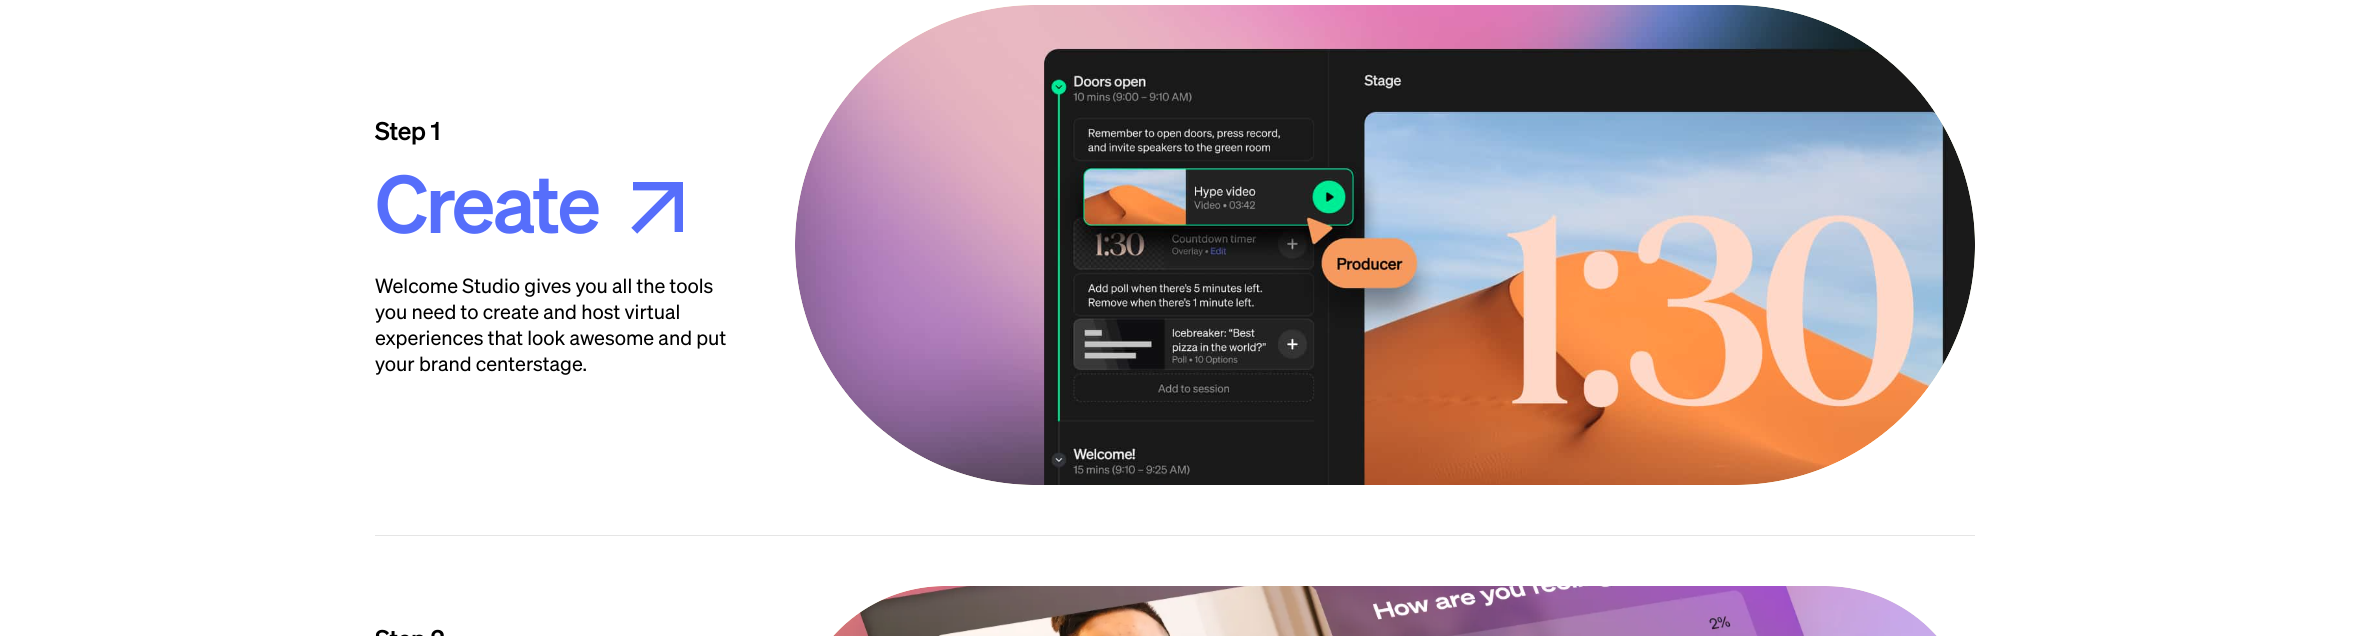 Step 1
Create
Welcome Studio gives you all the tools
you need to create and host virtual
experiences that look awesome and put
your brand centerstage.
Doors open
10 mins (9:00 – 9:10 AM)
Remember to open doors, press record,
and invite speakers to the green room
Hype video
Video • 03:42
1:30
Countdown timer
Overlay • Edit
Producer
Add poll when there's 5 minutes left.
Remove when there's 1 minute left.
Icebreaker: "Best
pizza in the world?"
Poll • 10 Options
Add to session
Welcome!
15 mins (9:10 – 9:25 AM)
Stage
1:30
Step 2
How are you
2%